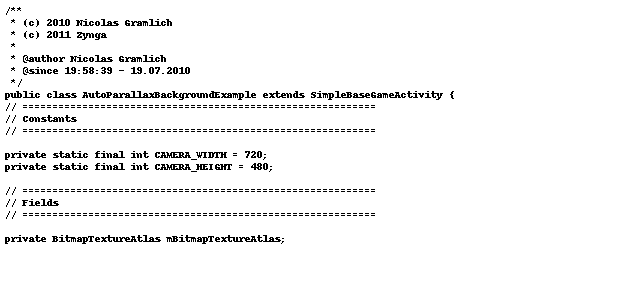 /**
 * (c) 2010 Nicolas Gramlich
 * (c) 2011 Zynga
 *
 * @author Nicolas Gramlich
 * @since 19:58:39 - 19.07.2010
 */
public class AutoParallaxBackgroundExample extends SimpleBaseGameActivity {
// ===========================================================
// Constants
// ===========================================================
private static final int CAMERA_WIDTH = 720;
private static final int CAMERA_HEIGHT = 480;
// ===========================================================
// Fields
// ===========================================================
private BitmapTextureAtlas mBitmapTextureAtlas;